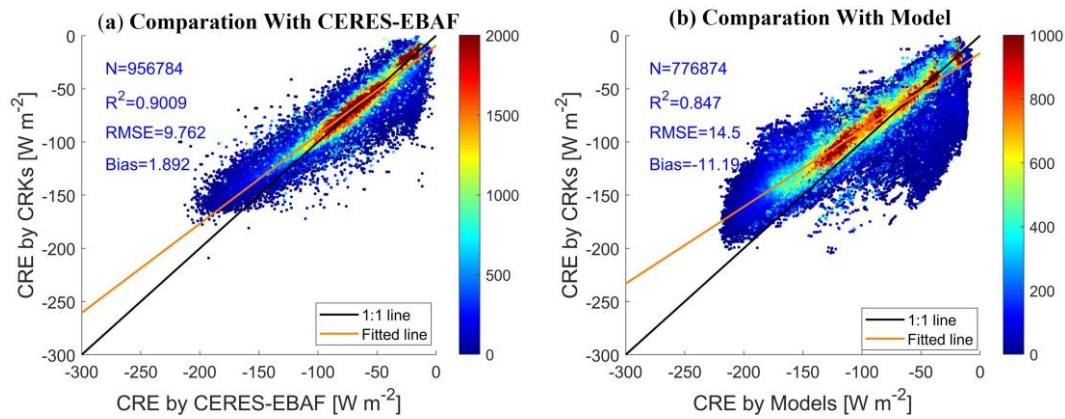 (a) Comparation With CERES-EBAF
N=956784
R²=0.9009
RMSE=9.762
Bias=1.892
1:1 line
Fitted line
0
-50
-100
-150
-200
-250
-300
-300
-250
-200
-150
-100
-50
0
CRE by CRKs [W m⁻²]
CRE by CERES-EBAF [W m⁻²]
2000
1500
1000
500
0
(b) Comparation With Model
N=776874
R²=0.847
RMSE=14.5
Bias=-11.19
1:1 line
Fitted line
0
-50
-100
-150
-200
-250
-300
-300
-250
-200
-150
-100
-50
0
CRE by CRKs [W m⁻²]
CRE by Models [W m⁻²]
1000
800
600
400
200
0